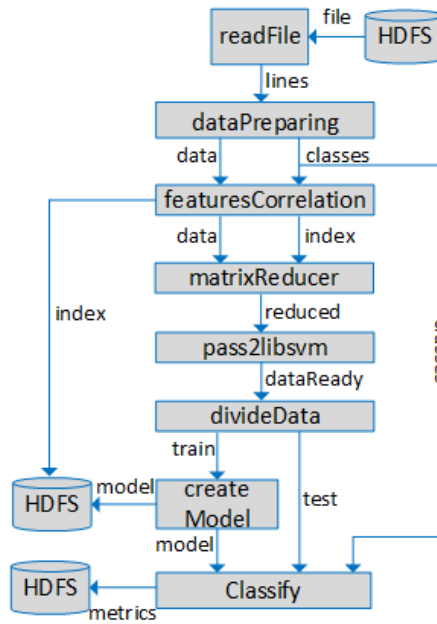 file
readFile
HDFS
lines
dataPreparing
data
classes
featuresCorrelation
data
index
matrixReducer
index
reduced
pass2libsvm
dataReady
divideData
train
model
create
Model
HDFS
test
model
HDFS
Classify
metrics